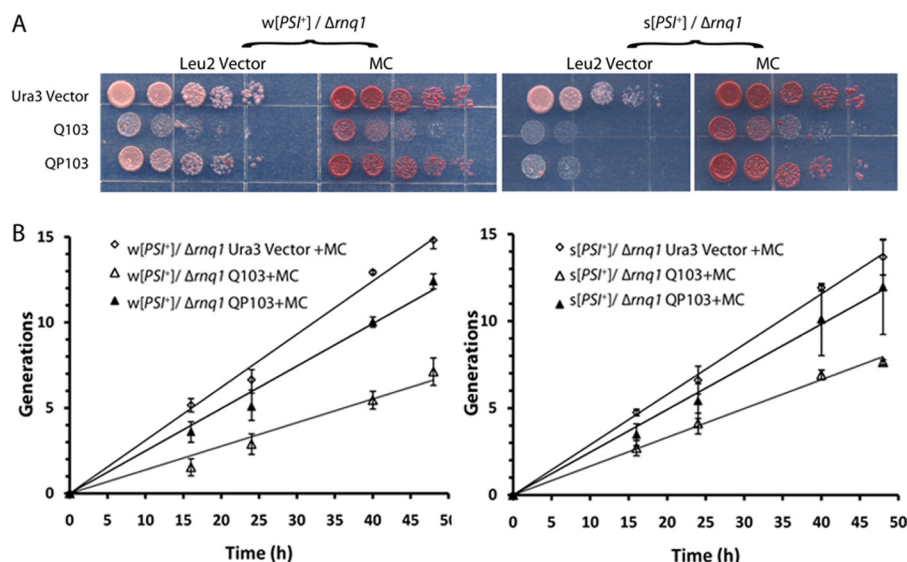 A
w[PSI⁺] / Δrnq1
s[PSI⁺] / Δrnq1
Leu2 Vector
MC
Leu2 Vector
MC
Ura3 Vector
Q103
QP103
B
15
10
5
0
Generations
w[PSI⁺]/ Δrnq1 Ura3 Vector +MC
w[PSI⁺]/ Δrnq1 Q103+MC
w[PSI⁺]/ Δrnq1 QP103+MC
0 5 10 15 20 25 30 35 40 45 50
Time (h)
15
10
5
0
Generations
s[PSI⁺]/ Δrnq1 Ura3 Vector +MC
s[PSI⁺]/ Δrnq1 Q103+MC
s[PSI⁺]/ Δrnq1 QP103+MC
0 5 10 15 20 25 30 35 40 45 50
Time (h)